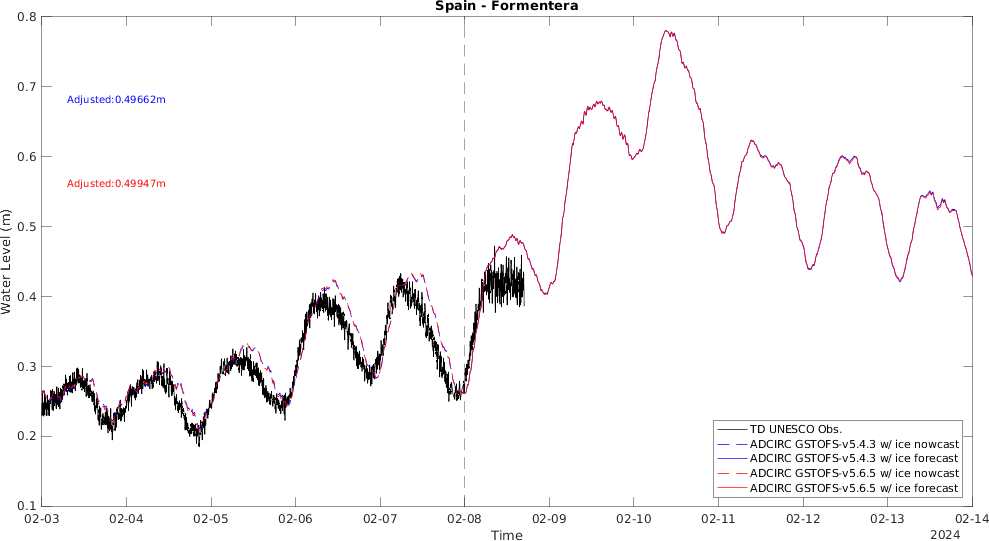 Spain - Formentera
0.8
0.7
0.6
0.5
0.4
0.3
0.2
0.1
Water Level (m)
Adjusted:0.49662m
Adjusted:0.49947m
TD UNESCO Obs.
ADCIRC GSTOFS-v5.4.3 w/ ice nowcast
ADCIRC GSTOFS-v5.4.3 w/ ice forecast
ADCIRC GSTOFS-v5.6.5 w/ ice nowcast
ADCIRC GSTOFS-v5.6.5 w/ ice forecast
02-03 02-04 02-05 02-06 02-07 02-08 02-09 02-10 02-11 02-12 02-13 02-14
Time
2024